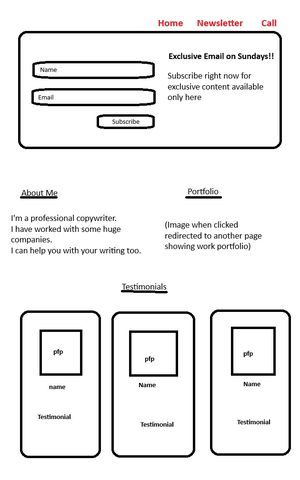 Home Newsletter Call
Exclusive Email on Sundays!!
Name
Subscribe right now for
exclusive content available
only here
Email
Subscribe
About Me
I'm a professional copywriter.
I have worked with some huge
companies.
I can help you with your writing too.
Portfolio
(Image when clicked
redirected to another page
showing work portfolio)
Testimonials
pfp
name
Testimonial
pfp
Name
Testimonial
pfp
Name
Testimonial